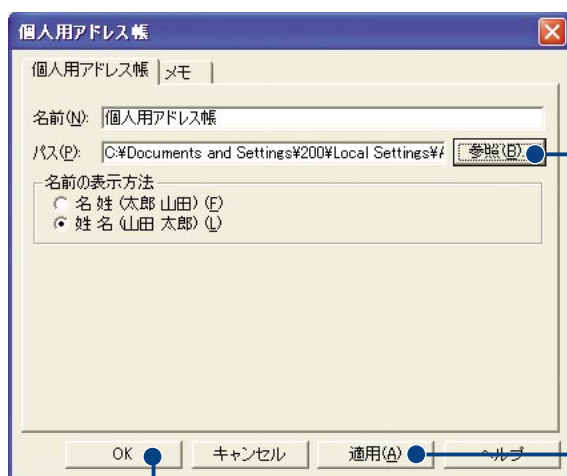 個人用アドレス帳
個人用アドレス帳 メモ
名前(N): 個人用アドレス帳
パス(P): C:¥Documents and Settings¥200¥Local Settings¥ 参照(B)
名前の表示方法
名 姓 (太郎 山田) (F)
姓 名 (山田 太郎) (L)
OK キャンセル 適用(A) ヘルプ